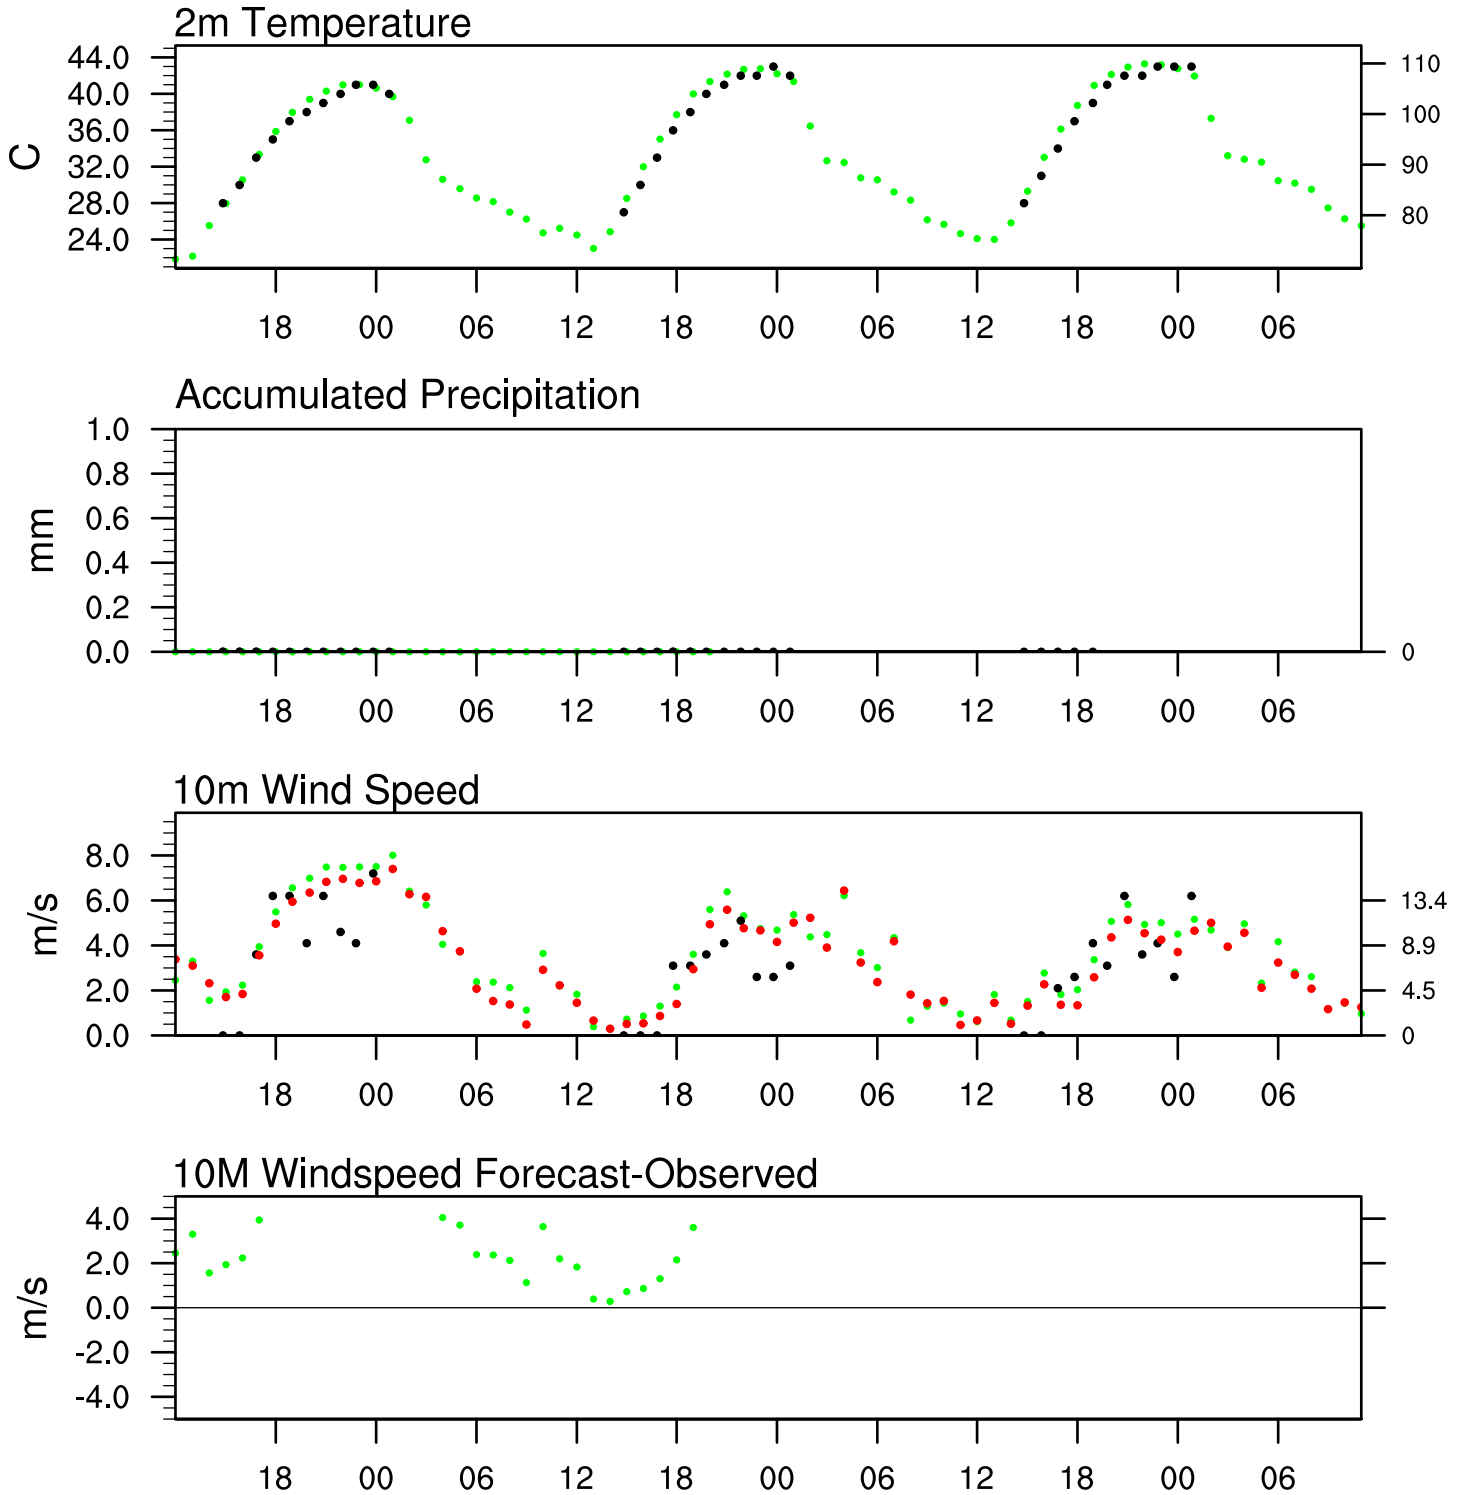 2m Temperature
44.0
40.0
36.0
32.0
28.0
24.0
C
110
100
90
80
18 00 06 12 18 00 06 12 18 00 06
Accumulated Precipitation
1.0
0.8
0.6
0.4
0.2
0.0
mm
0
18 00 06 12 18 00 06 12 18 00 06
10m Wind Speed
8.0
6.0
4.0
2.0
0.0
m/s
13.4
8.9
4.5
0
18 00 06 12 18 00 06 12 18 00 06
10M Windspeed Forecast-Observed
4.0
2.0
0.0
-2.0
-4.0
m/s
18 00 06 12 18 00 06 12 18 00 06